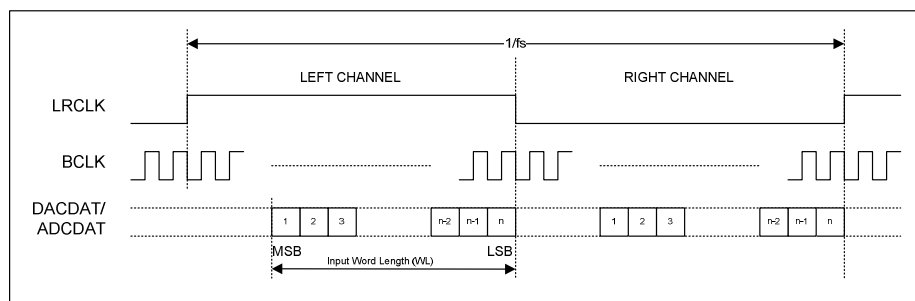 1/fs
LEFT CHANNEL RIGHT CHANNEL
LRCLK
BCLK
DACDAT/
ADCDAT
1 2 3 n-2 n-1 n 1 2 3 n-2 n-1 n
MSB LSB
Input Word Length (WL)